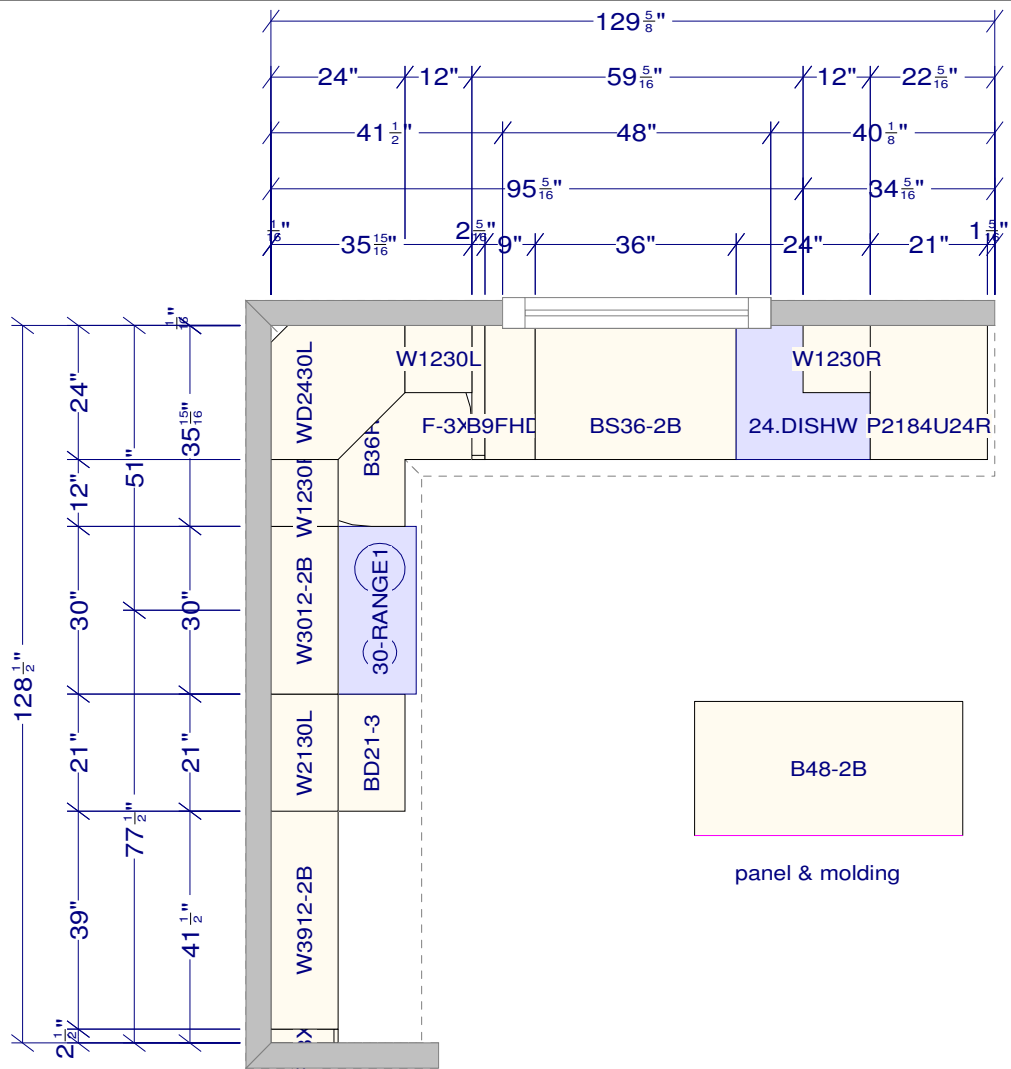 129 5/8"
24" 12" 59 5/16" 12" 22 5/16"
41 1/2" 48" 40 1/8"
95 5/16" 34 5/16"
1/16" 35 15/16" 2 5/16" 9" 36" 24" 21" 1 5/16"
1/16"
W1230L
W1230R
WD2430L
B36R
F-3X
B9FHD
BS36-2B
24.DISHW
P2184U24R
24"
35 15/16"
51"
12"
W1230R
30"
30"
W3012-2B
30-RANGE1
128 1/2"
21"
21"
W2130L
BD21-3
B48-2B
77 1/2"
panel & molding
39"
41 1/2"
W3912-2B
2 1/2"